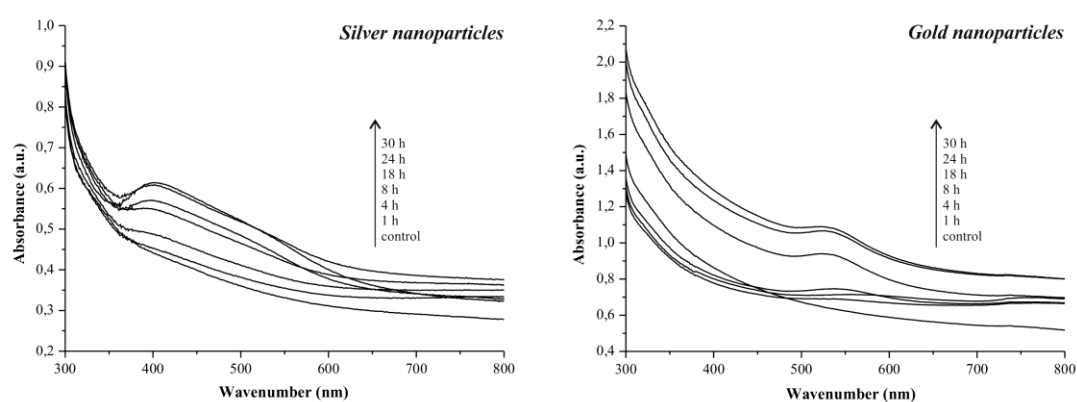 Silver nanoparticles
Absorbance (a.u.)
1,0
0,9
0,8
0,7
0,6
0,5
0,4
0,3
0,2
30 h
24 h
18 h
8 h
4 h
1 h
control
300 400 500 600 700 800
Wavenumber (nm)
Gold nanoparticles
Absorbance (a.u.)
2,2
2,0
1,8
1,6
1,4
1,2
1,0
0,8
0,6
0,4
30 h
24 h
18 h
8 h
4 h
1 h
control
300 400 500 600 700 800
Wavenumber (nm)